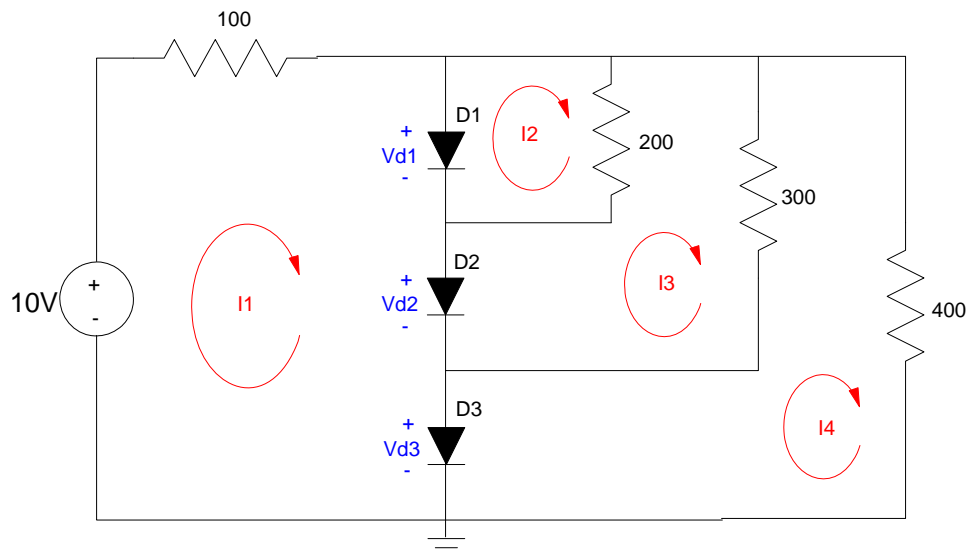 100
D1
+
Vd1
-
I2
200
300
D2
+
Vd2
-
I3
10V
+
-
I1
400
D3
+
Vd3
-
I4